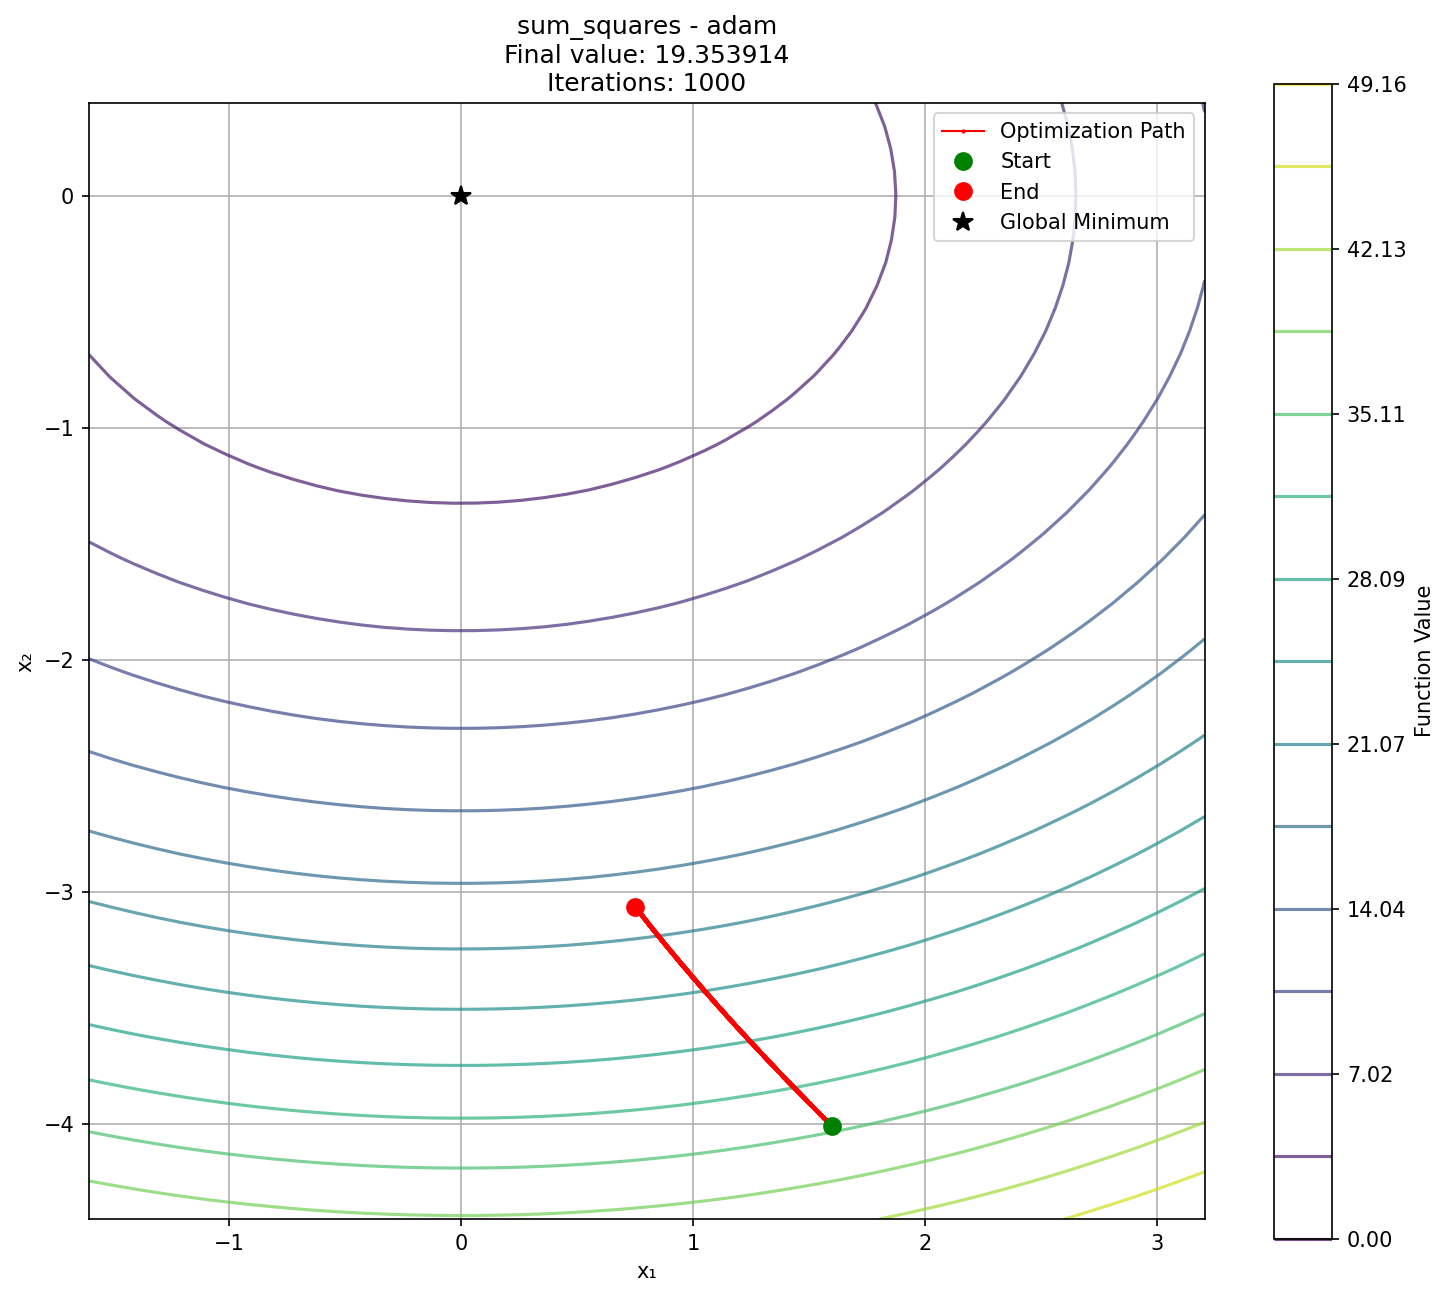 sum_squares - adam
Final value: 19.353914
Iterations: 1000
Optimization Path
Start
End
Global Minimum
0
−1
−2
−3
−4
x₂
−1
0
1
2
3
x₁
49.16
42.13
35.11
28.09
21.07
14.04
7.02
0.00
Function Value